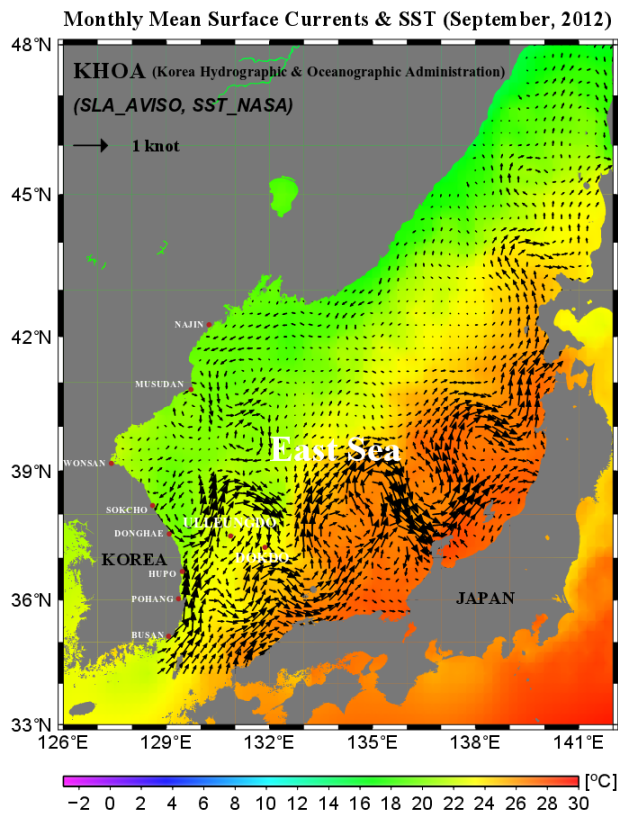 Monthly Mean Surface Currents & SST (September, 2012)
48°N
KHOA (Korea Hydrographic & Oceanographic Administration)
(SLA_AVISO, SST_NASA)
1 knot
45°N
NAJIN
42°N
MUSUDAN
East Sea
39°N
WONSAN
SOKCHO
ULLEUNGDO
DONGHAE
KOREA
DOKDO
HUPO
36°N
POHANG
JAPAN
BUSAN
33°N
126°E 129°E 132°E 135°E 138°E 141°E
[°C]
−2 0 2 4 6 8 10 12 14 16 18 20 22 24 26 28 30